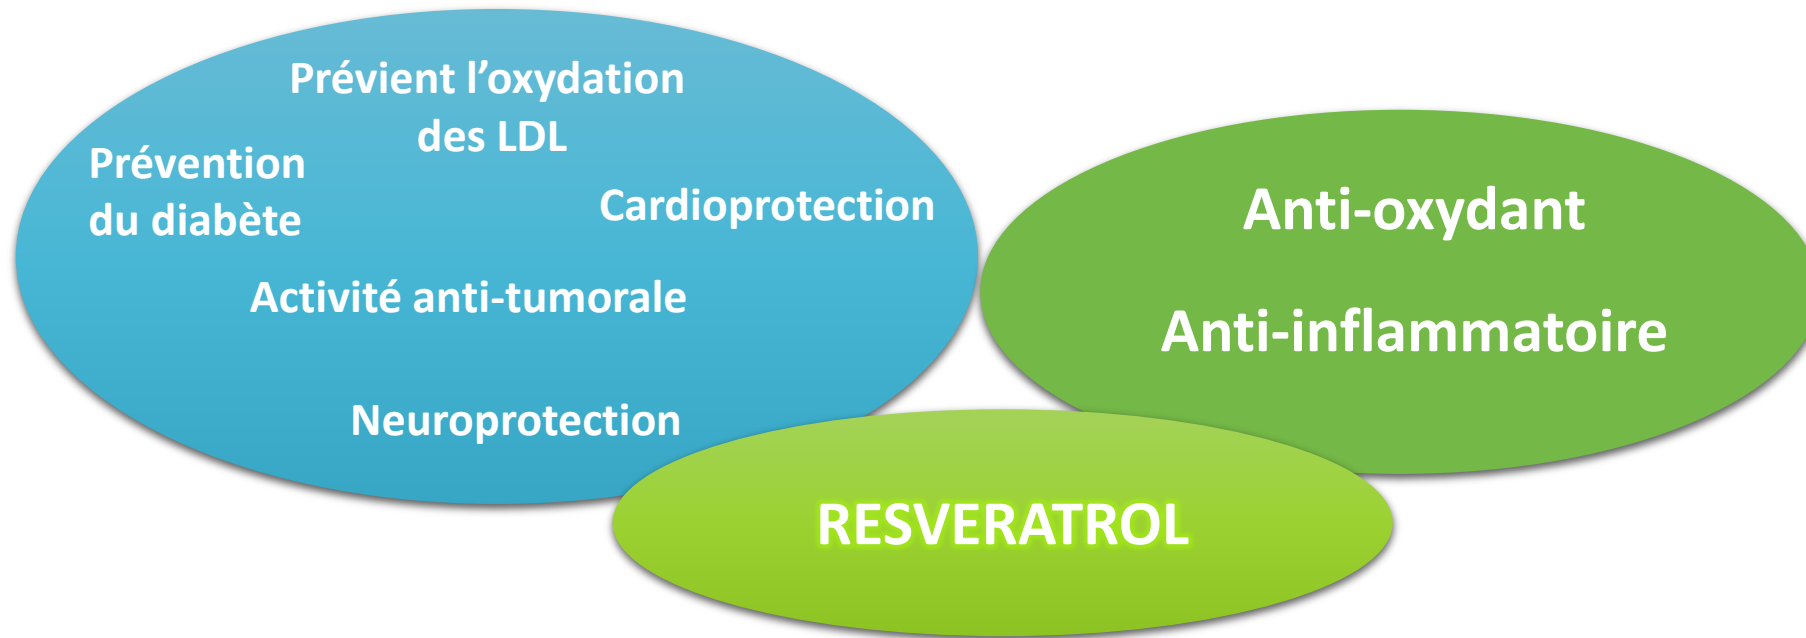 Prévient l’oxydation
des LDL
Prévention
du diabète
Cardioprotection
Activité anti-tumorale
Neuroprotection
Anti-oxydant
Anti-inflammatoire
RESVERATROL